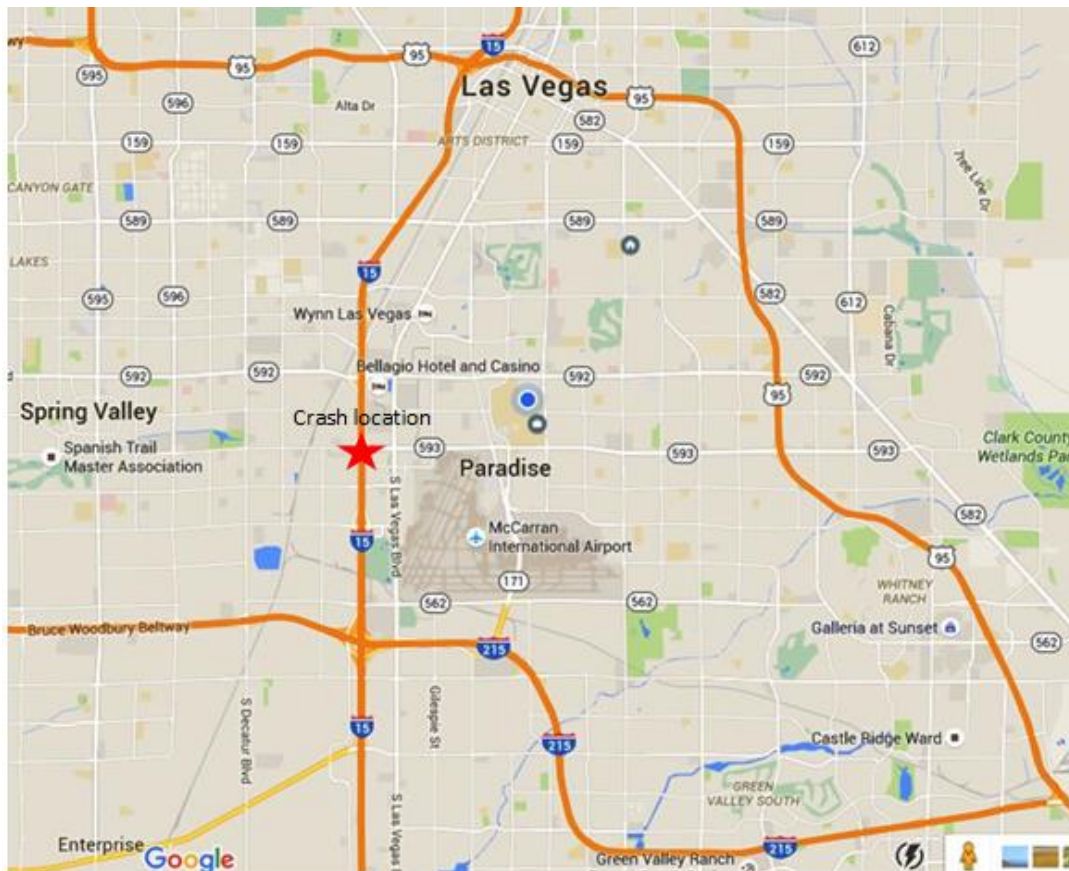 15
95
95
Las Vegas
95
612
595
596
Alta Dr
582
159
159
ARTS DISTRICT
159
159
CANYON GATE
Tree Line Dr
589
589
589
589
LAKES
15
595
596
582
612
Wynn Las Vegas
Cabana Dr
Bellagio Hotel and Casino
592
592
592
592
95
Spring Valley
Crash location
Spanish Trail
Master Association
593
593
593
Paradise
Clark County
Wetlands Pa
S Las Vegas Blvd
582
15
McCarran
International Airport
95
171
WHITNEY
RANCH
562
562
Bruce Woodbury Beltway
Galleria at Sunset
562
215
S Decatur Blvd
Gilespie St
15
215
Castle Ridge Ward
S Las Vegas
GREEN
VALLEY SOUTH
Enterprise
Google
Green Valley Ranch
215